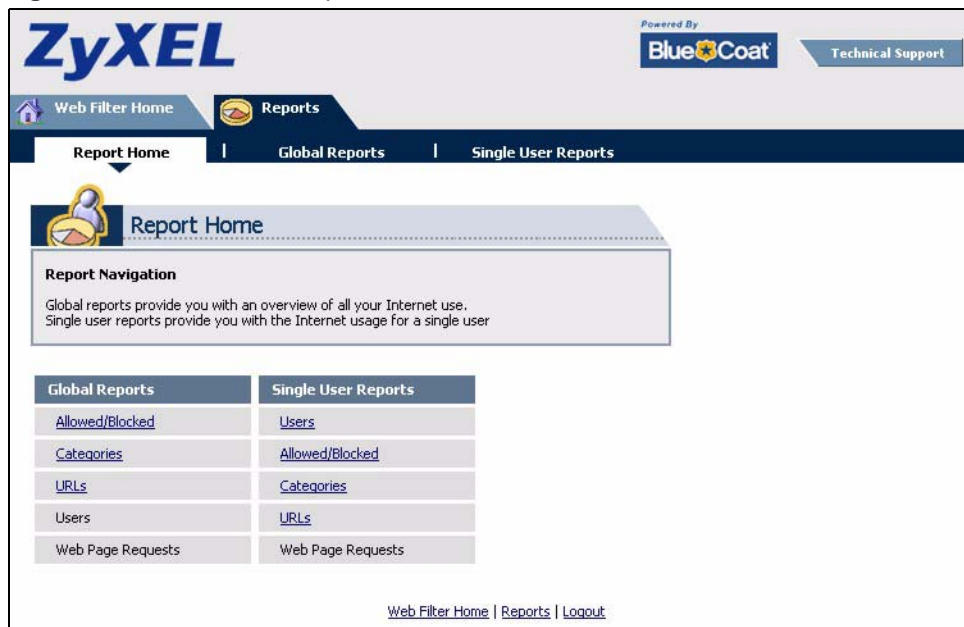 ZyXEL
Powered By
Blue Coat
Technical Support
Web Filter Home
Reports
Report Home | Global Reports | Single User Reports
Report Home
Report Navigation
Global reports provide you with an overview of all your Internet use.
Single user reports provide you with the Internet usage for a single user
Global Reports Single User Reports
Allowed/Blocked Users
Categories Allowed/Blocked
URLs Categories
Users URLs
Web Page Requests Web Page Requests
Web Filter Home | Reports | Logout